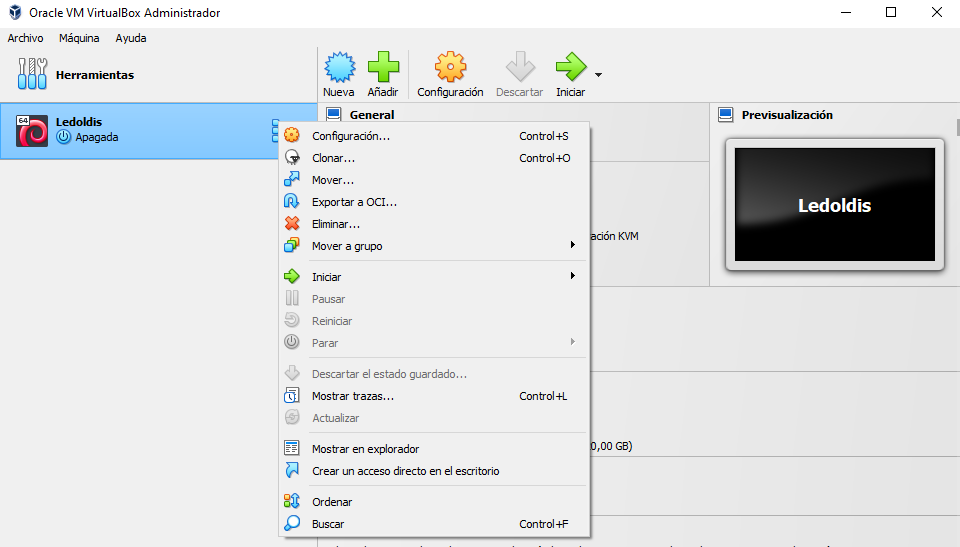 Oracle VM VirtualBox Administrador
Archivo Máquina Ayuda
Herramientas
Nueva Añadir Configuración Descartar Iniciar
64
Ledoldis
Apagada
General
Previsualización
Ledoldis
Configuración... Control+S
Clonar... Control+O
Mover...
Exportar a OCI...
Eliminar...
Mover a grupo
ación KVM
Iniciar
Pausar
Reiniciar
Parar
Descartar el estado guardado...
Mostrar trazas... Control+L
Actualizar
Mostrar en explorador
0,00 GB)
Crear un acceso directo en el escritorio
Ordenar
Buscar Control+F